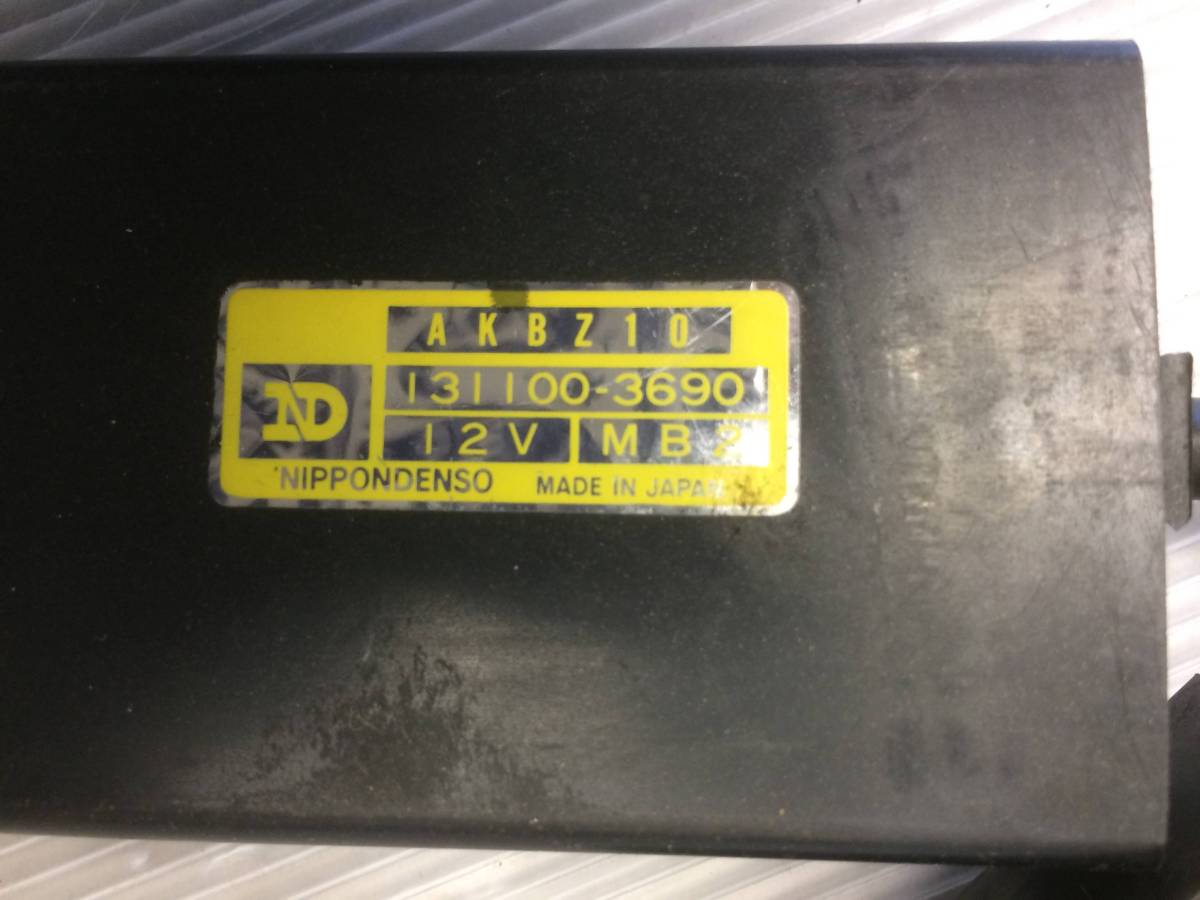 AKBZ10
ND
131100-3690
12V MB2
NIPPONDENSO MADE IN JAPAN